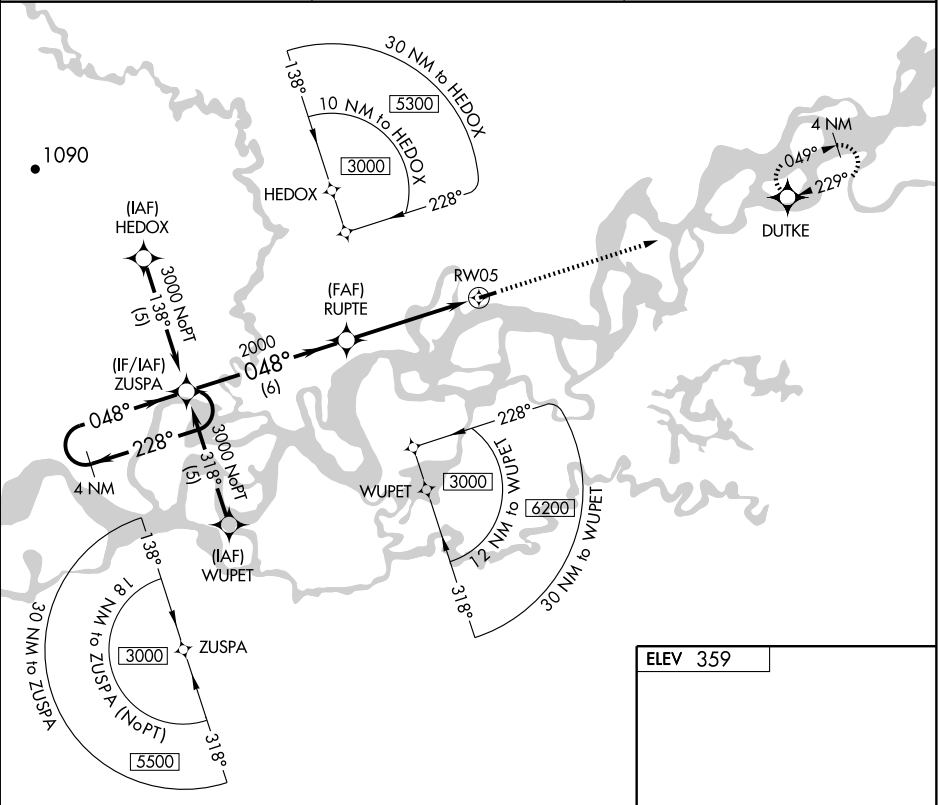 30 NM to HEDOX
5300
138°
10 NM to HEDOX
3000
HEDOX
228°
4 NM
049°
229°
DUTKE
1090
(IAF)
HEDOX
3000 NoPT
138°
(5)
RW05
(FAF)
RUPTE
2000
048°
(6)
(IF/IAF)
ZUSPA
048°
228°
4 NM
3000 NoPT
318°
(5)
(IAF)
WUPET
228°
WUPET
3000
12 NM to WUPET
6200
30 NM to WUPET
318°
138°
18 NM to ZUSPA (NoPT)
3000
ZUSPA
30 NM to ZUSPA
5500
318°
ELEV 359